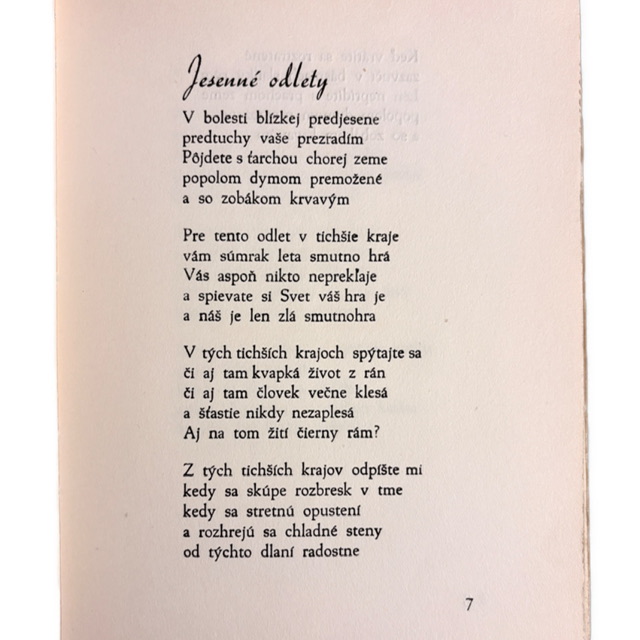 Jesenné odlety
V bolesti blízkej predjesene
predtuchy vaše prezradím
Pôjdete s ťarchou chorej zeme
popolom dymom premožené
a so zobákom krvavým
Pre tento odlet v tichšie kraje
vám súmrak leta smutno hrá
Vás aspoň nikto neprekľaje
a spievate si Svet váš hra je
a náš je len zlá smutnohra
V tých tichších krajoch spýtajte sa
či aj tam kvapká život z rán
či aj tam človek večne klesá
a šťastie nikdy nezaplesá
Aj na tom žití čierny rám?
Z tých tichších krajov odpíšte mi
kedy sa skúpe rozbresk v tme
kedy sa stretnú opustení
a rozhrejú sa chladné steny
od týchto dlaní radostne
7